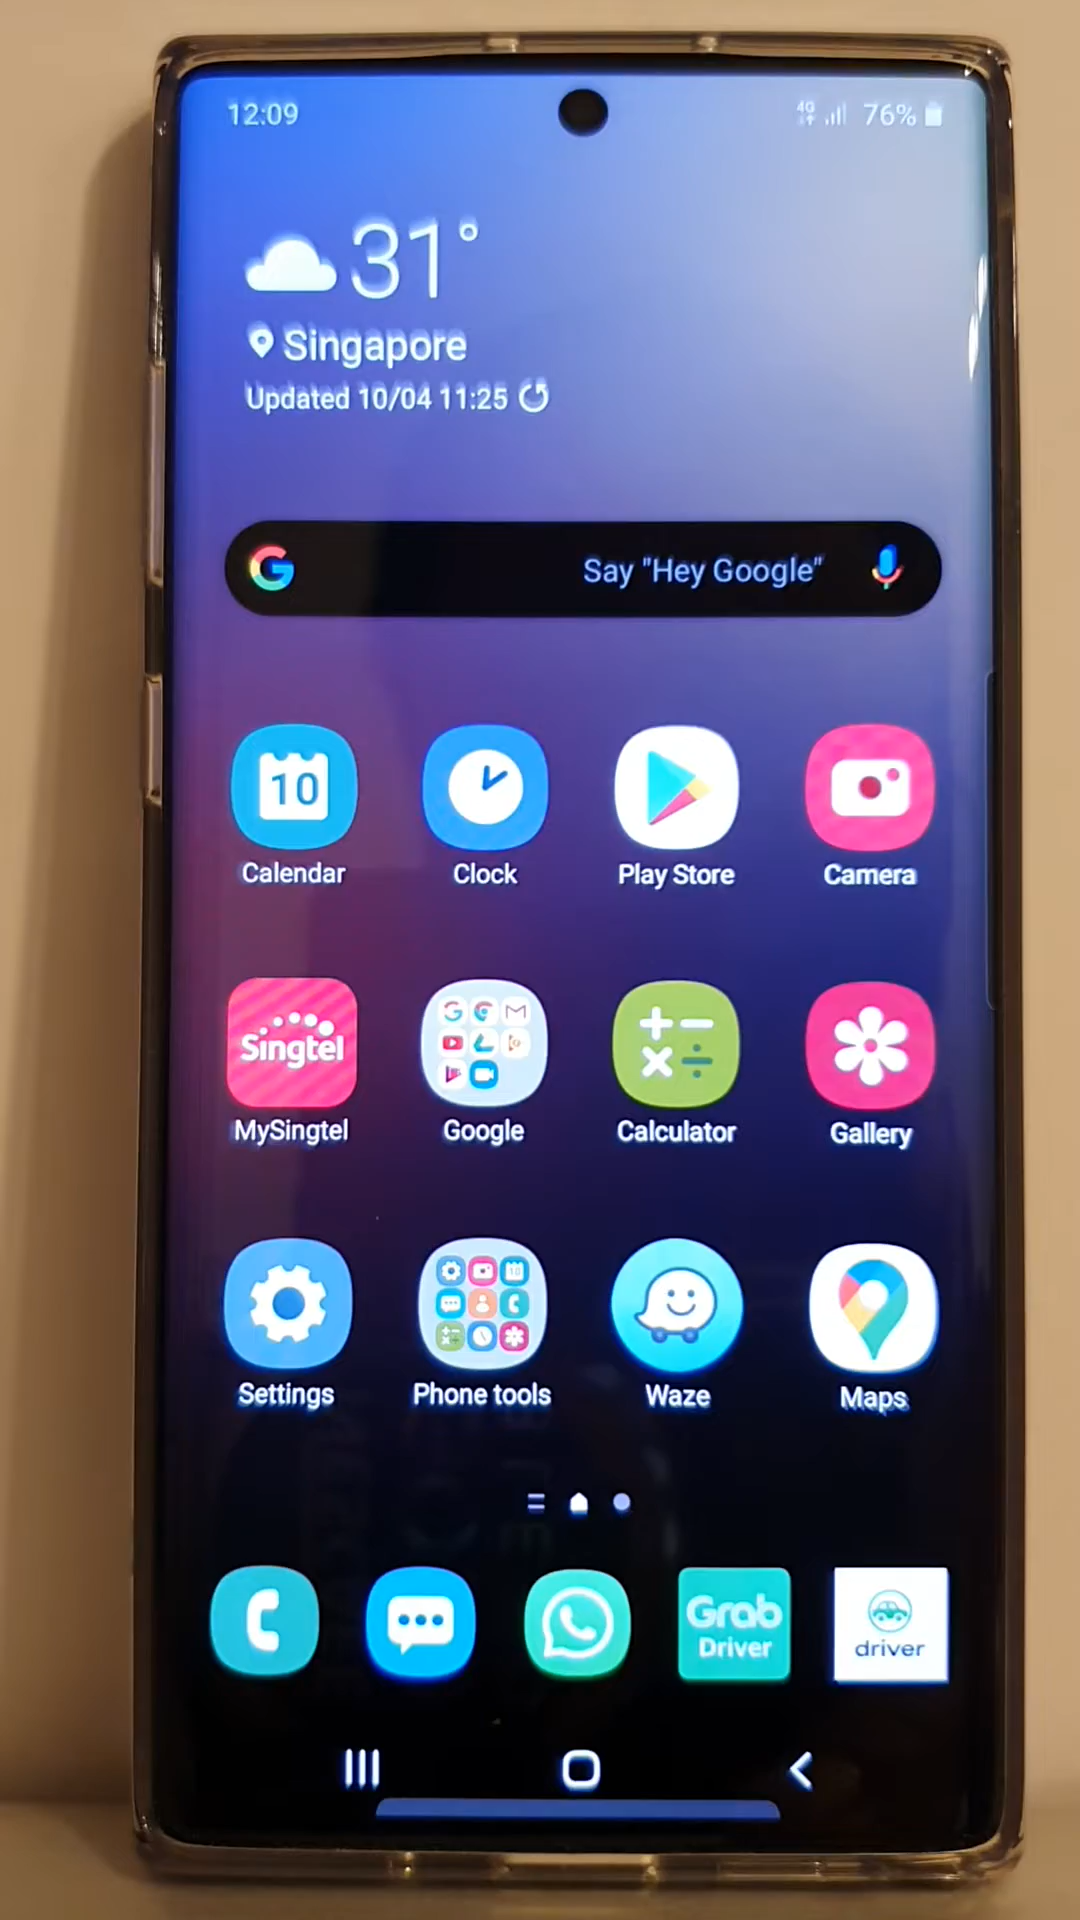 12:09
4G 76%
31°
Singapore
Updated 10/04 11:25
G Say "Hey Google"
10
Calendar Clock Play Store Camera
Singtel
MySingtel Google Calculator Gallery
Settings Phone tools Waze Maps
Grab
Driver
driver